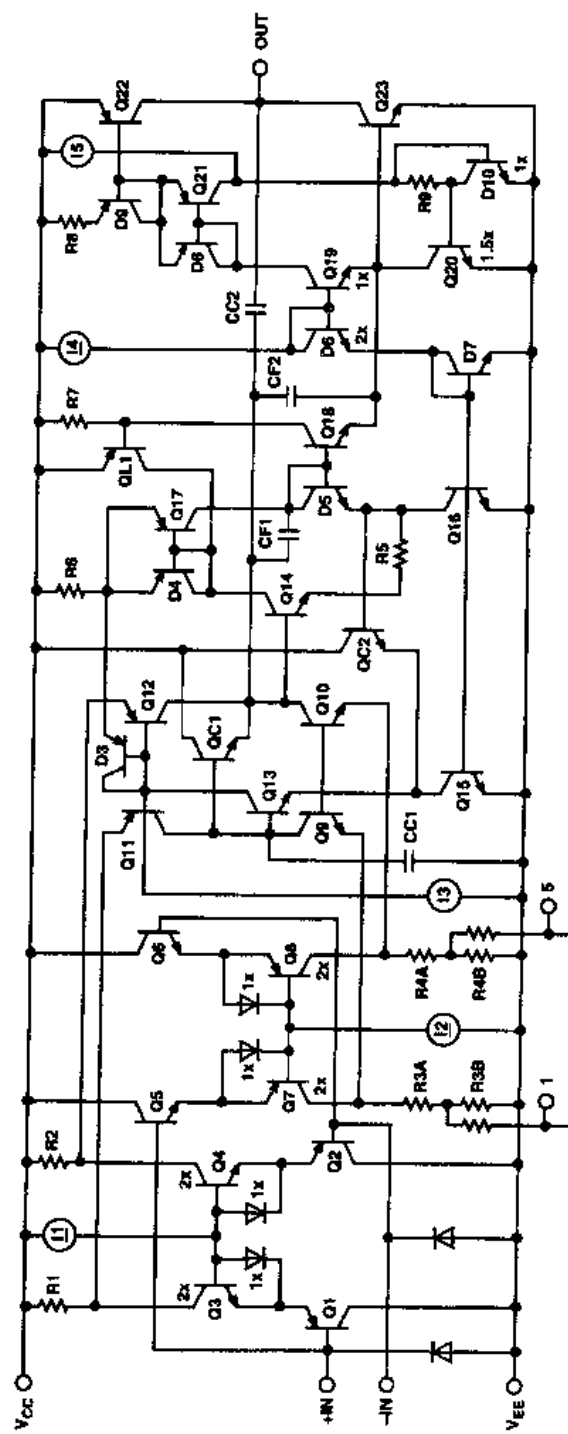 VCC
R1
I1
R2
R6
R7
I4
R8
I5
Q22
D9
Q5
Q6
D3
Q12
QL1
Q17
D4
Q21
D8
CC2
OUT
Q3
2x
Q4
2x
1x
1x
1x
1x
Q11
QC1
Q14
CF1
CF2
Q7
2x
Q8
2x
Q13
Q9
Q10
D5
Q18
D6
2x
Q19
1x
Q23
+IN
Q1
Q2
QC2
R5
R9
–IN
I2
I3
CC1
R3A
R4A
R3B
R4B
Q15
Q16
D7
Q20
1.5x
D10
1x
VEE
1
5